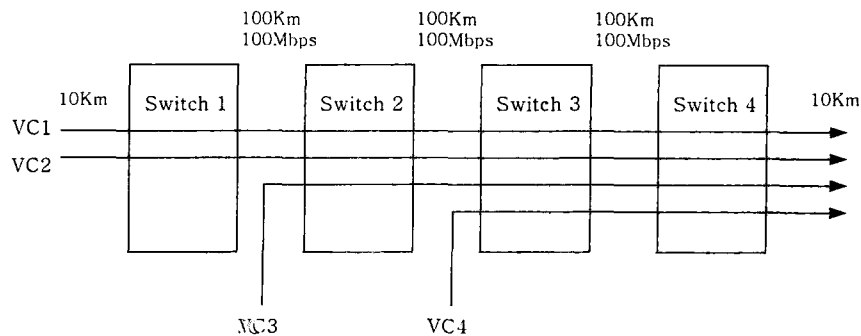 100Km 100Km 100Km
100Mbps 100Mbps 100Mbps
10Km Switch 1 Switch 2 Switch 3 Switch 4 10Km
VC1
VC2
VC3 VC4